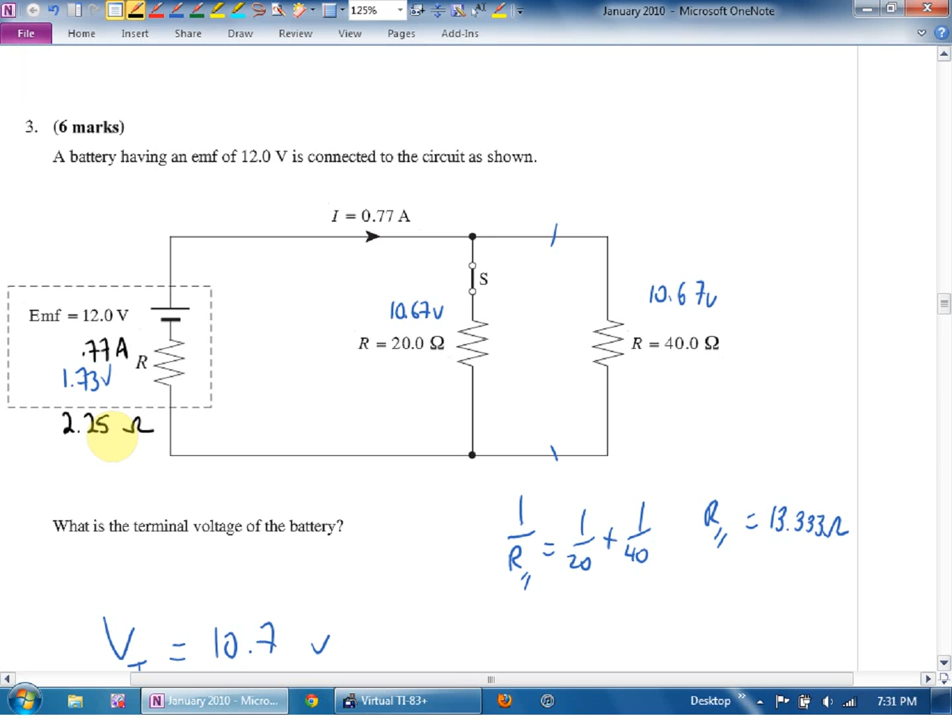 125%
January 2010 - Microsoft OneNote
File Home Insert Share Draw Review View Pages Add-Ins
3. (6 marks)
A battery having an emf of 12.0 V is connected to the circuit as shown.
I = 0.77 A
S
Emf = 12.0 V
.77A
R
1.73V
2.25 Ω
10.67v
R = 20.0 Ω
10.67v
R = 40.0 Ω
What is the terminal voltage of the battery?
1/R// = 1/20 + 1/40
R// = 13.333Ω
V_T = 10.7 v
January 2010 - Micro...
Virtual TI-83+
Desktop
7:31 PM